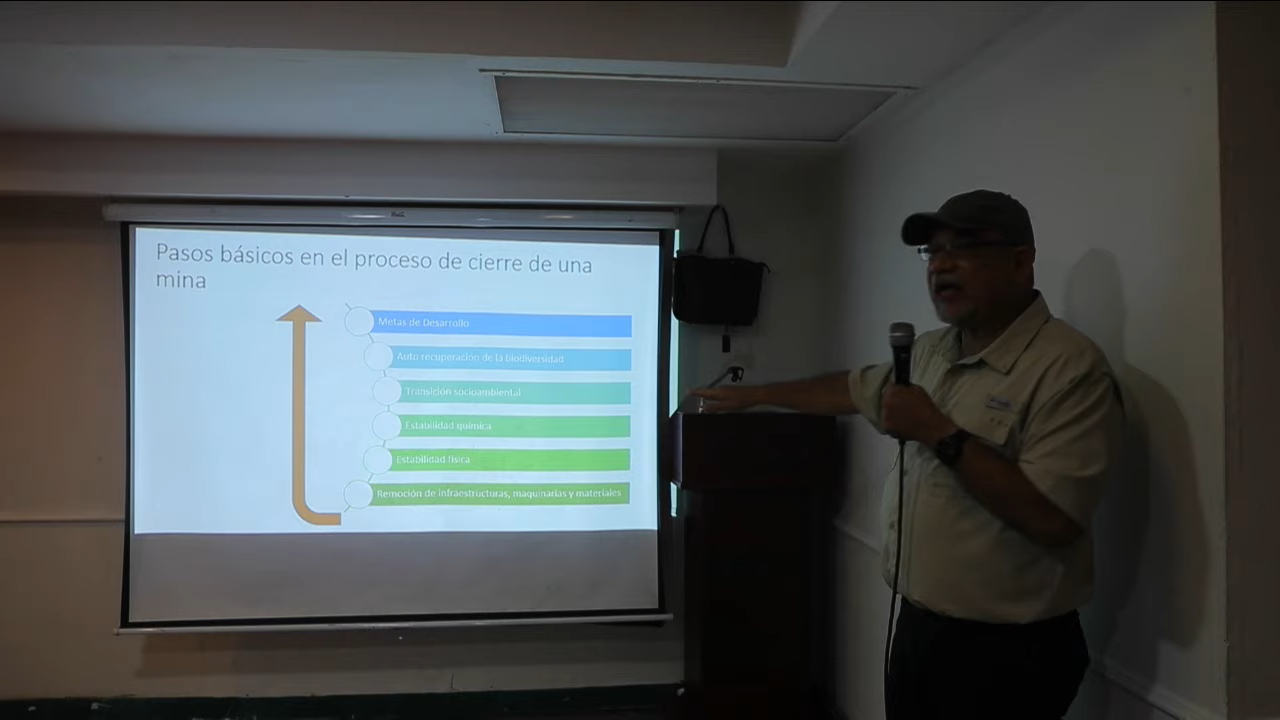 Pasos básicos en el proceso de cierre de una
mina
Metas de Desarrollo
Auto recuperación de la biodiversidad
Transición socioambiental
Estabilidad química
Estabilidad física
Remoción de infraestructuras, maquinarias y materiales